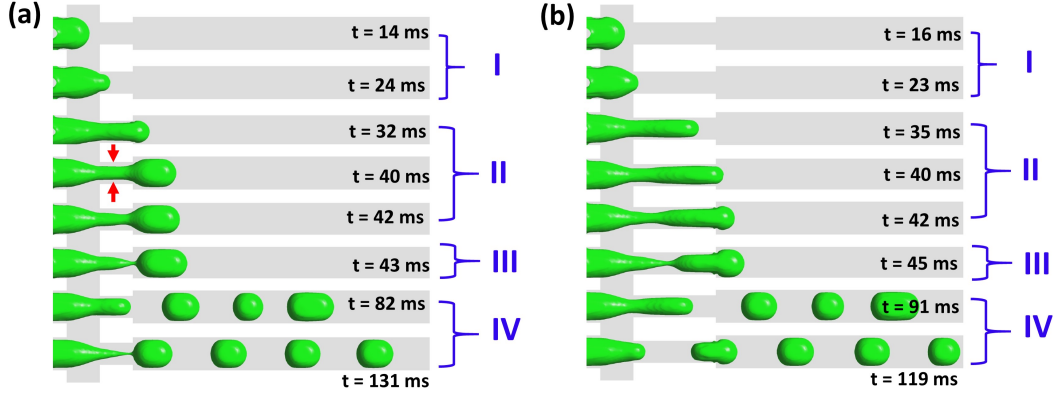 (a)
t = 14 ms
I
t = 24 ms
t = 32 ms
t = 40 ms
II
t = 42 ms
t = 43 ms
III
t = 82 ms
IV
t = 131 ms
(b)
t = 16 ms
I
t = 23 ms
t = 35 ms
t = 40 ms
II
t = 42 ms
t = 45 ms
III
t = 91 ms
IV
t = 119 ms